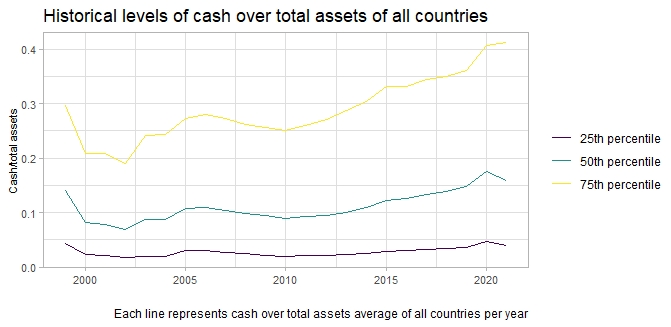 Historical levels of cash over total assets of all countries
Cash/total assets
0.4
0.3
0.2
0.1
0.0
2000
2005
2010
2015
2020
25th percentile
50th percentile
75th percentile
Each line represents cash over total assets average of all countries per year